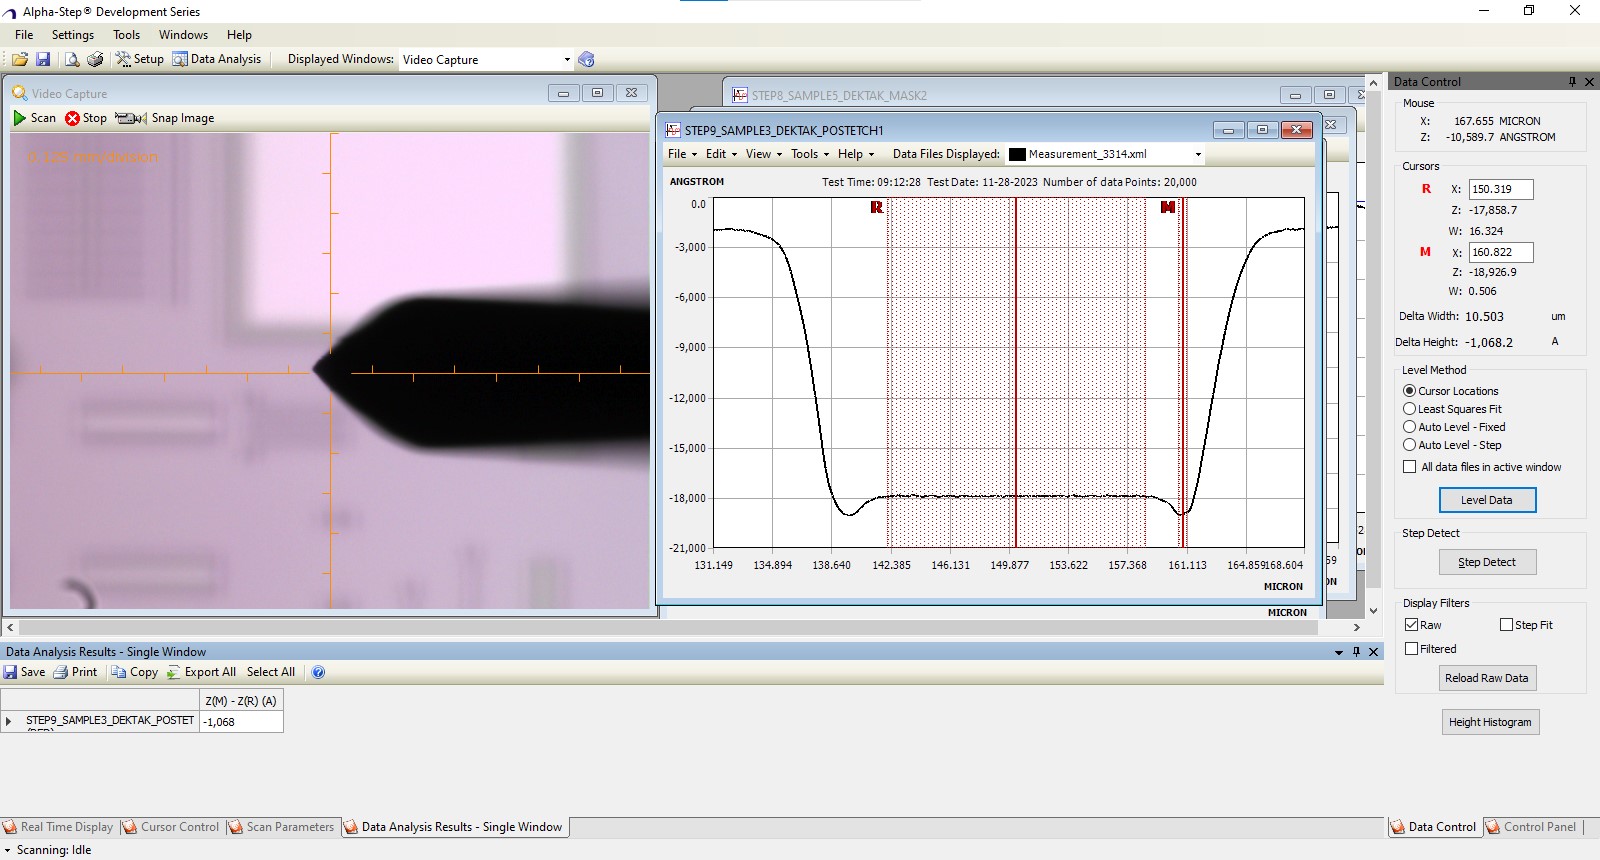 Alpha-Step® Development Series
File Settings Tools Windows Help
Setup Data Analysis Displayed Windows: Video Capture
Video Capture
Scan Stop Snap Image
0.125 mm/division
STEP8_SAMPLE5_DEKTAK_MASK2
STEP9_SAMPLE3_DEKTAK_POSTETCH1
File Edit View Tools Help Data Files Displayed: Measurement_3314.xml
ANGSTROM Test Time: 09:12:28 Test Date: 11-28-2023 Number of data Points: 20,000
R M
0.0
-3,000
-6,000
-9,000
-12,000
-15,000
-18,000
-21,000
131.149 134.894 138.640 142.385 146.131 149.877 153.622 157.368 161.113 164.859 168.604
MICRON
MICRON
Data Control
Mouse
X: 167.655 MICRON
Z: -10,589.7 ANGSTROM
Cursors
R X: 150.319
Z: -17,858.7
W: 16.324
M X: 160.822
Z: -18,926.9
W: 0.506
Delta Width: 10.503 um
Delta Height: -1,068.2 A
Level Method
Cursor Locations
Least Squares Fit
Auto Level - Fixed
Auto Level - Step
All data files in active window
Level Data
Step Detect
Step Detect
Display Filters
Raw Step Fit
Filtered
Reload Raw Data
Height Histogram
Data Control Control Panel
Data Analysis Results - Single Window
Save Print Copy Export All Select All
Z(M) - Z(R) (A)
STEP9_SAMPLE3_DEKTAK_POSTET -1,068
Real Time Display Cursor Control Scan Parameters Data Analysis Results - Single Window
Scanning: Idle